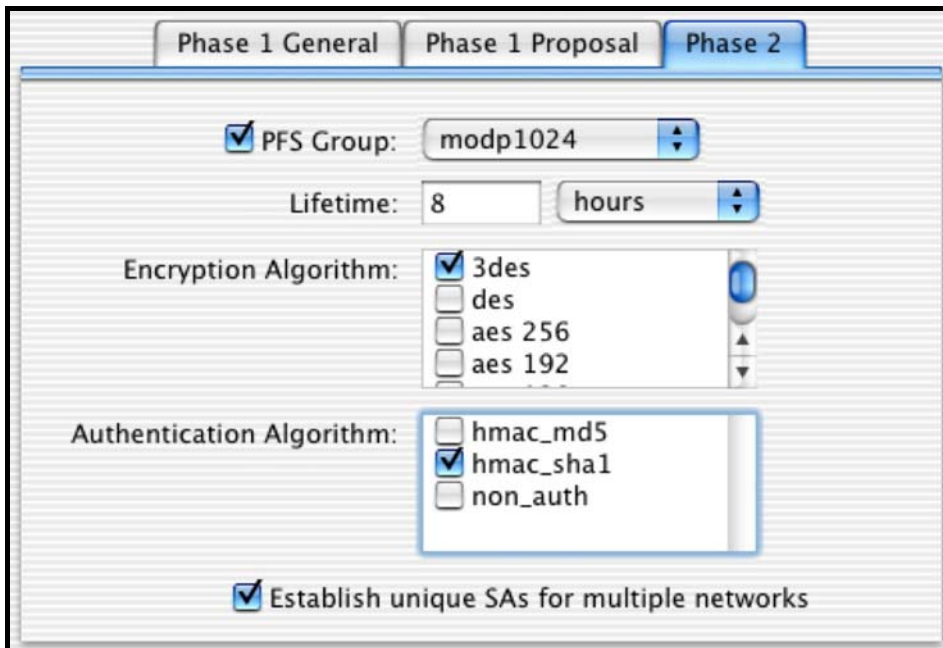 Phase 1 General Phase 1 Proposal Phase 2
PFS Group: modp1024
Lifetime: 8 hours
Encryption Algorithm: 3des
des
aes 256
aes 192
Authentication Algorithm: hmac_md5
hmac_sha1
non_auth
Establish unique SAs for multiple networks